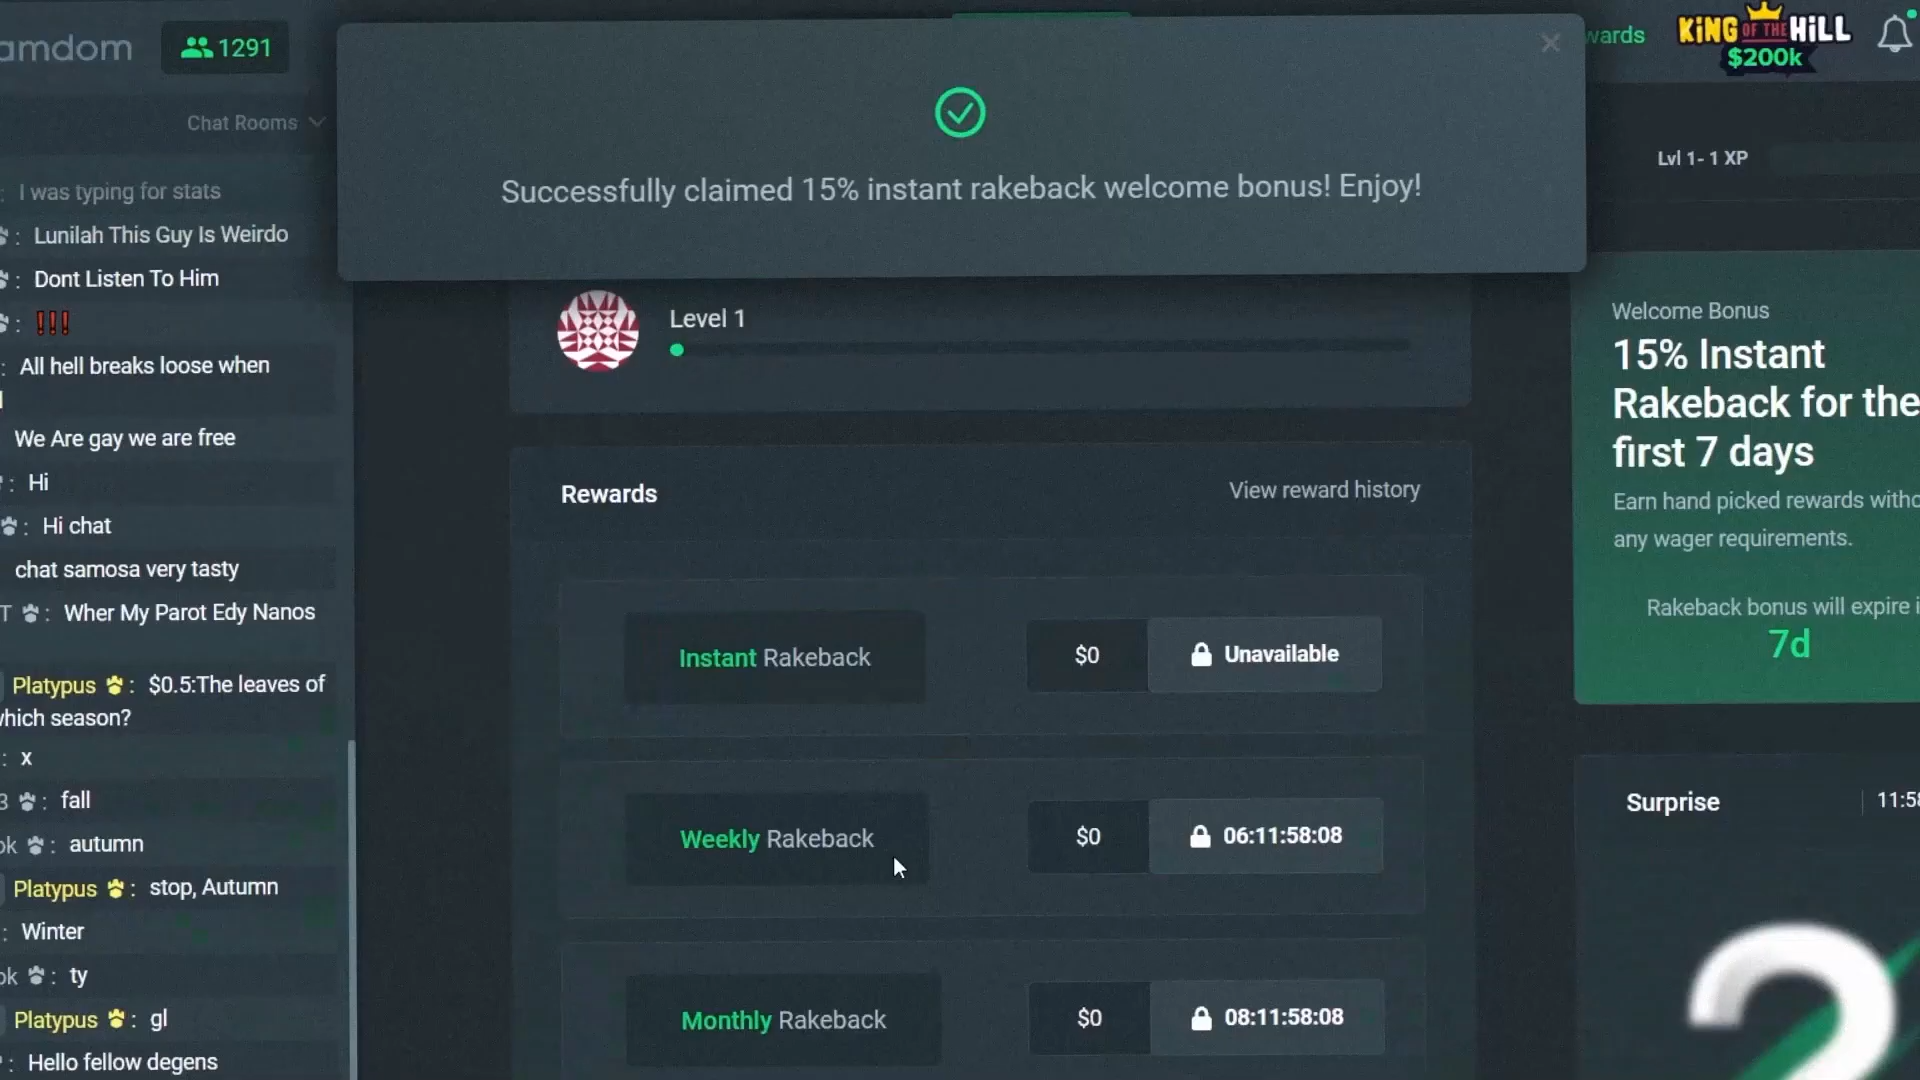 amdom
1291
wards
KING OF THE HILL
$200k
Chat Rooms
Successfully claimed 15% instant rakeback welcome bonus! Enjoy!
Lvl 1- 1 XP
: I was typing for stats
: Lunilah This Guy Is Weirdo
: Dont Listen To Him
: !!!
: All hell breaks loose when
We Are gay we are free
: Hi
: Hi chat
chat samosa very tasty
T : Wher My Parot Edy Nanos
Platypus : $0.5:The leaves of
which season?
: x
3 : fall
ok : autumn
Platypus : stop, Autumn
: Winter
ok : ty
Platypus : gl
: Hello fellow degens
Level 1
Rewards
View reward history
Instant Rakeback
$0
Unavailable
Weekly Rakeback
$0
06:11:58:08
Monthly Rakeback
$0
08:11:58:08
Welcome Bonus
15% Instant
Rakeback for the
first 7 days
Earn hand picked rewards witho
any wager requirements.
Rakeback bonus will expire i
7d
Surprise
11:58
?